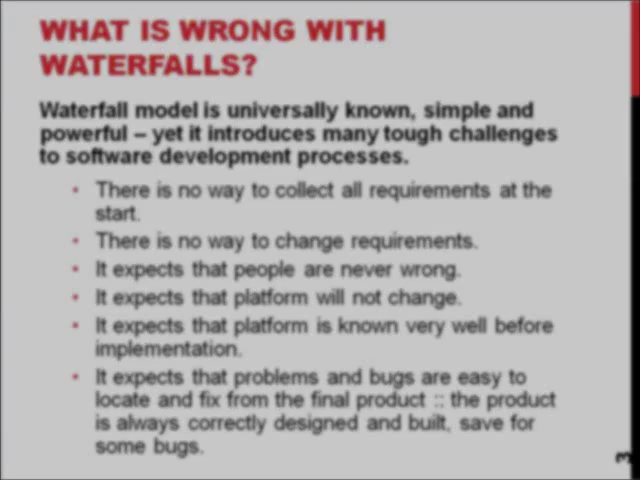 WHAT IS WRONG WITH
WATERFALLS?
Waterfall model is universally known, simple and
powerful – yet it introduces many tough challenges
to software development processes.
• There is no way to collect all requirements at the
start.
• There is no way to change requirements.
• It expects that people are never wrong.
• It expects that platform will not change.
• It expects that platform is known very well before
implementation.
• It expects that problems and bugs are easy to
locate and fix from the final product :: the product
is always correctly designed and built, save for
some bugs.
3